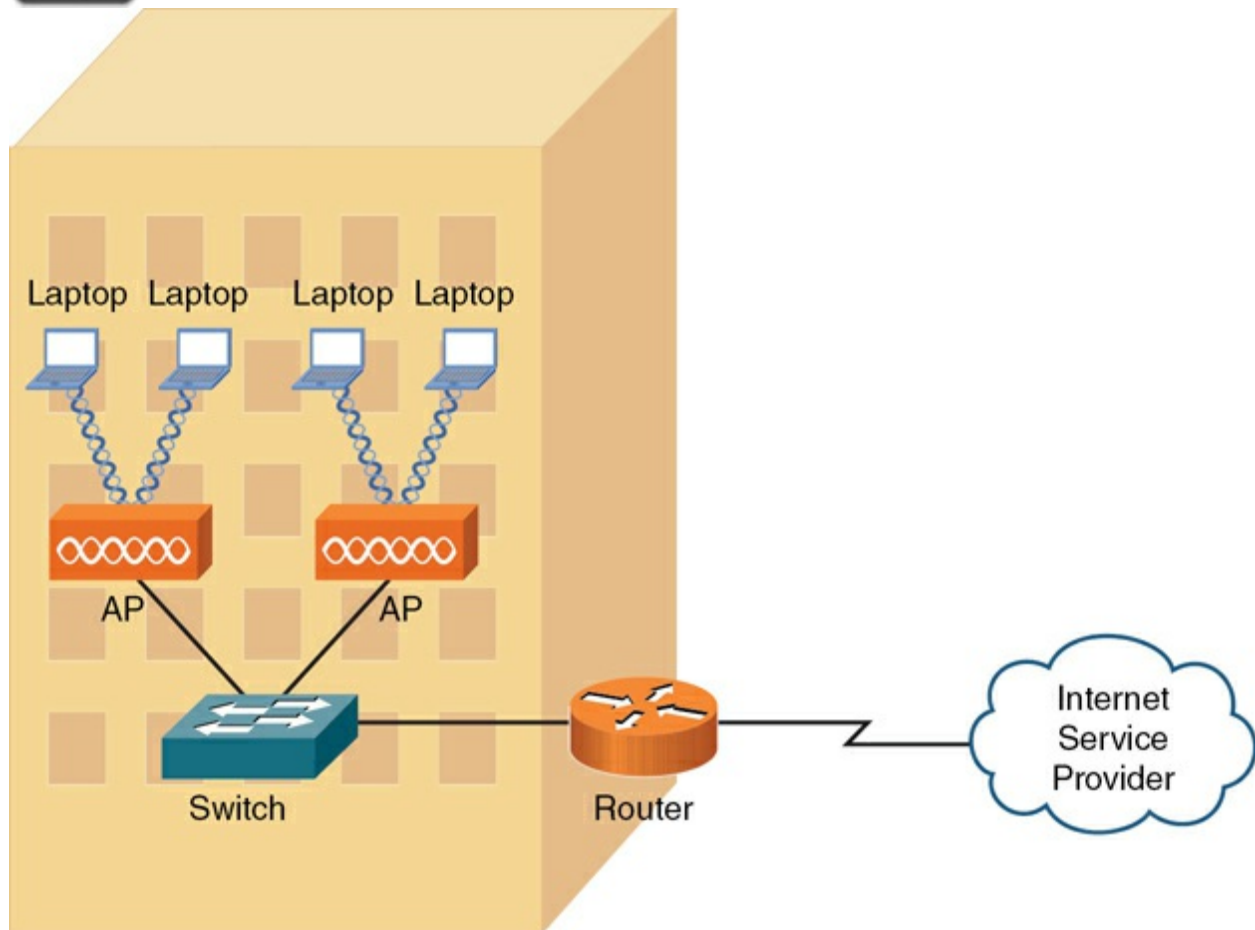 Laptop Laptop Laptop Laptop
AP AP
Switch
Router
Internet
Service
Provider